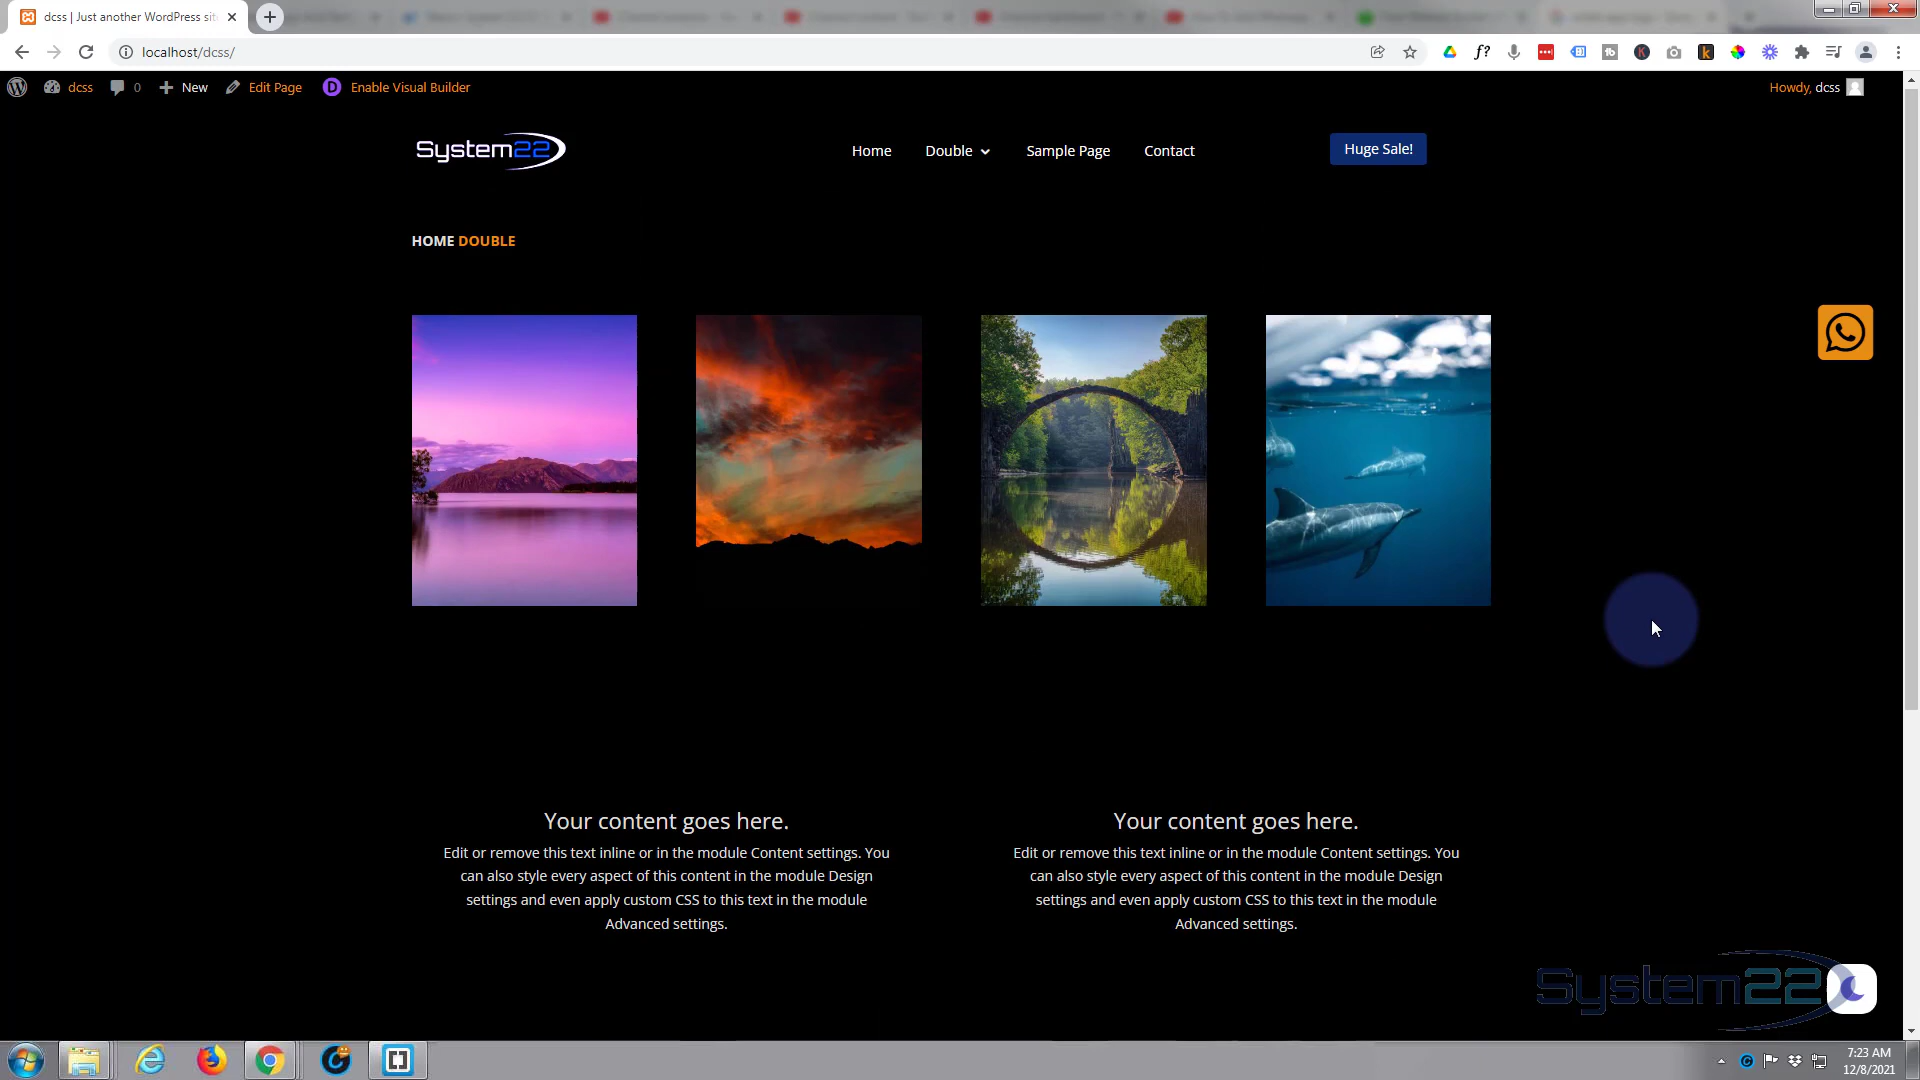 dcss | Just another WordPress sit
localhost/dcss/
dcss 0 New Edit Page D Enable Visual Builder Howdy, dcss
System22
Home Double Sample Page Contact Huge Sale!
HOME DOUBLE
Your content goes here.
Edit or remove this text inline or in the module Content settings. You
can also style every aspect of this content in the module Design
settings and even apply custom CSS to this text in the module
Advanced settings.
Your content goes here.
Edit or remove this text inline or in the module Content settings. You
can also style every aspect of this content in the module Design
settings and even apply custom CSS to this text in the module
Advanced settings.
System22
7:23 AM
12/8/2021